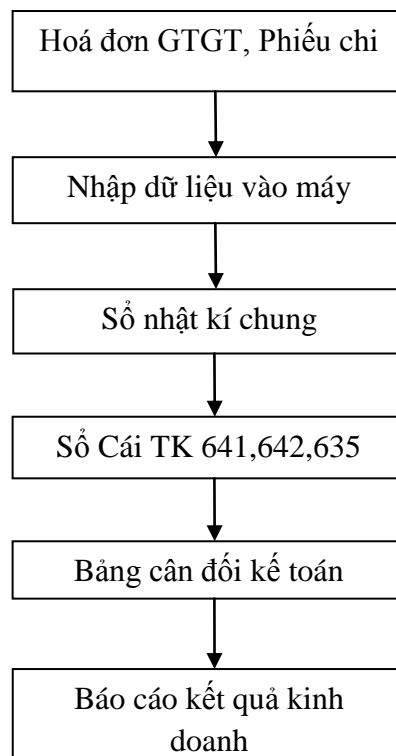 Hoá đơn GTGT, Phiếu chi
Nhập dữ liệu vào máy
Sổ nhật kí chung
Sổ Cái TK 641,642,635
Bảng cân đối kế toán
Báo cáo kết quả kinh
doanh